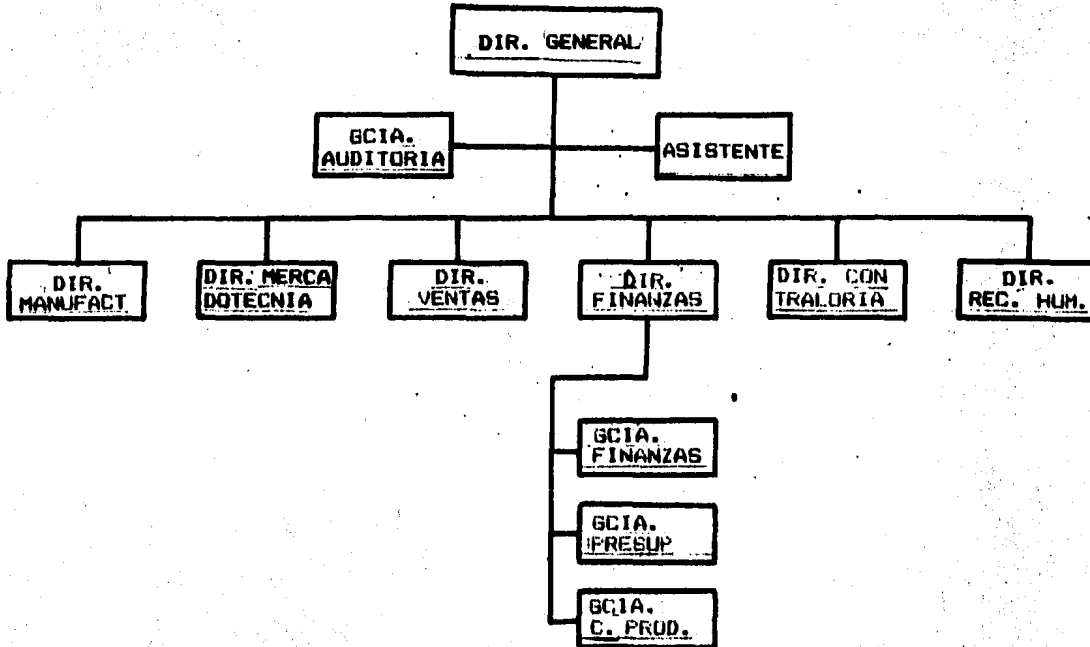 DIR. GENERAL
GCIA.
AUDITORIA
ASISTENTE
DIR.
MANUFACT
DIR. MERCA
DOTECNIA
DIR.
VENTAS
DIR.
FINANZAS
DIR. CON
TRALORIA
DIR.
REC. HUM.
GCIA.
FINANZAS
GCIA.
PRESUP
GCIA.
C. PROD.